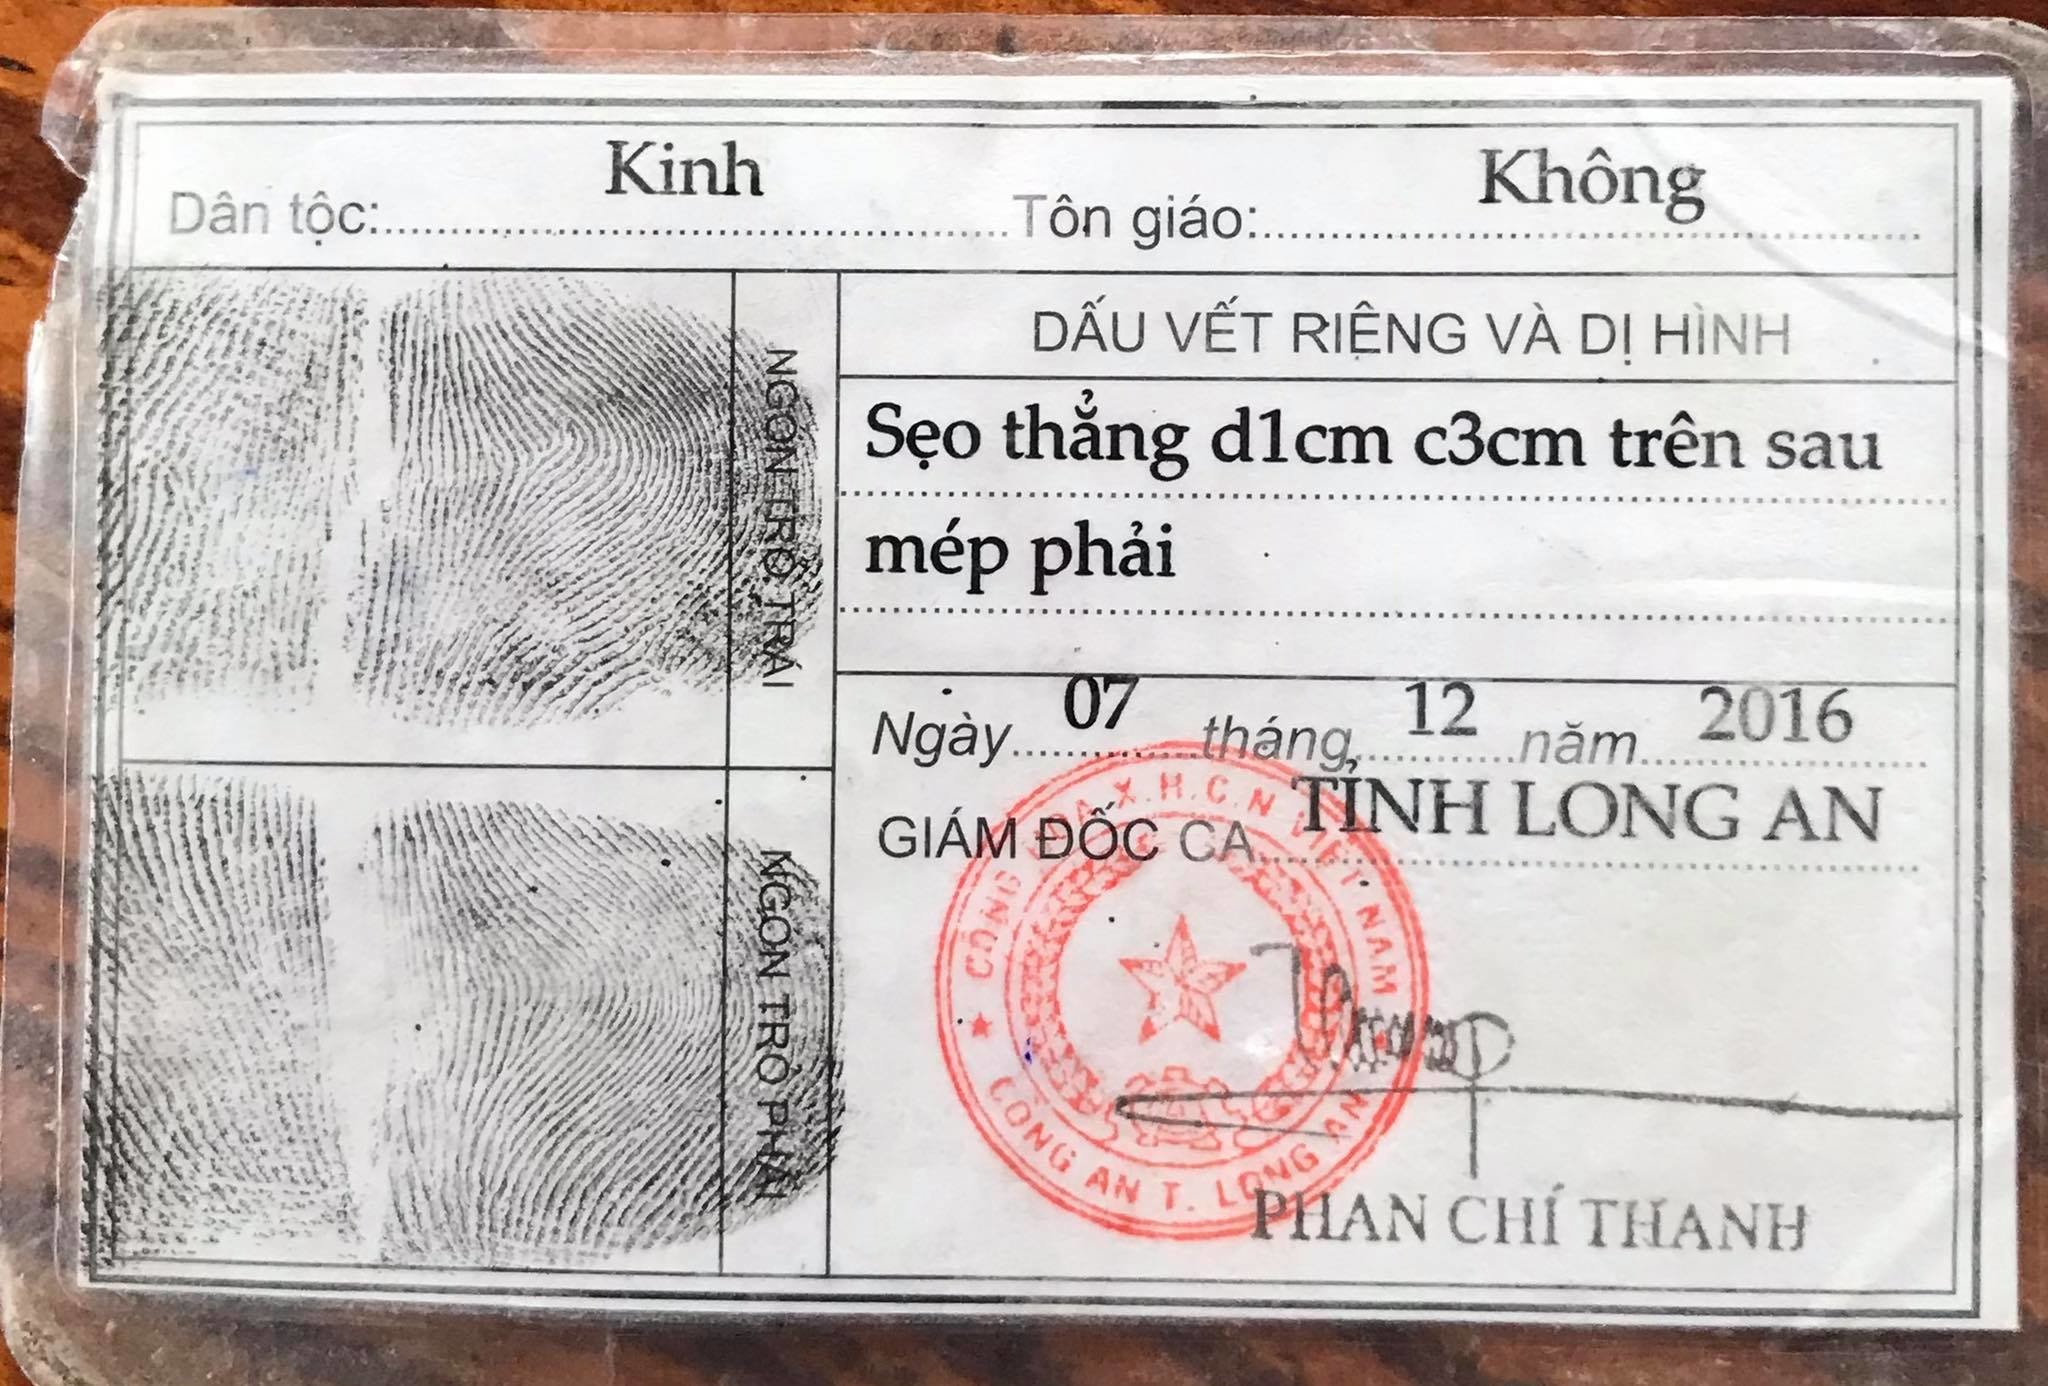 Dân tộc: Kinh Tôn giáo: Không
NGÓN TRỎ TRÁI
NGÓN TRỎ PHẢI
DẤU VẾT RIÊNG VÀ DỊ HÌNH
Sẹo thẳng d1cm c3cm trên sau
mép phải
Ngày 07 tháng 12 năm 2016
GIÁM ĐỐC CA TỈNH LONG AN
CỘNG HÒA X.H.C.N VIỆT NAM
LONG AN T. LONG AN
PHAN CHÍ THANH